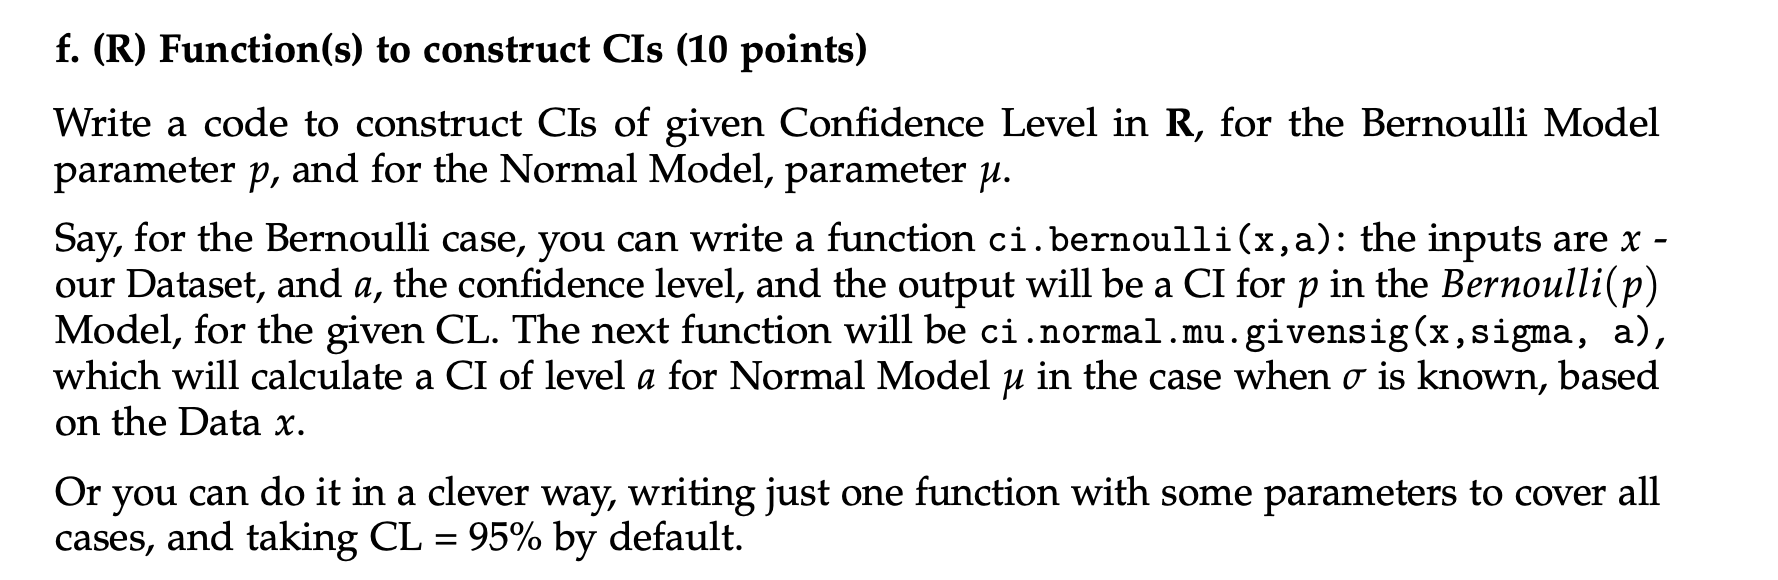 f. (R) Function(s) to construct CIs (10 points)
Write a code to construct CIs of given Confidence Level in R, for the Bernoulli Model
parameter p, and for the Normal Model, parameter μ.
Say, for the Bernoulli case, you can write a function ci.bernoulli(x,a): the inputs are x -
our Dataset, and a, the confidence level, and the output will be a CI for p in the Bernoulli(p)
Model, for the given CL. The next function will be ci.normal.mu.givensig(x,sigma, a),
which will calculate a CI of level a for Normal Model μ in the case when σ is known, based
on the Data x.
Or you can do it in a clever way, writing just one function with some parameters to cover all
cases, and taking CL = 95% by default.